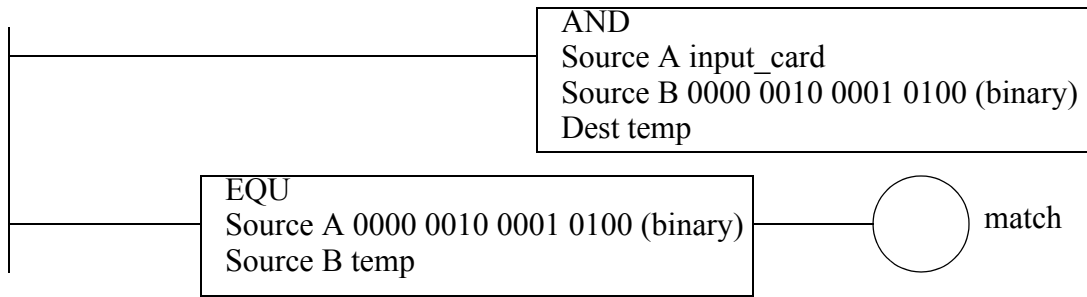 AND
Source A input_card
Source B 0000 0010 0001 0100 (binary)
Dest temp
EQU
Source A 0000 0010 0001 0100 (binary)
Source B temp
match